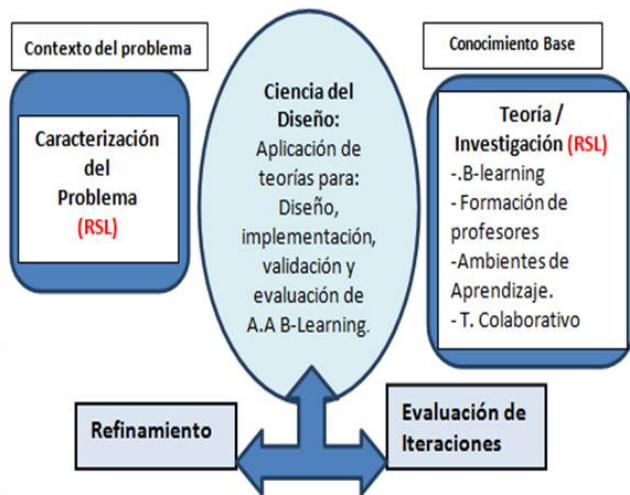 Contexto del problema
Caracterización
del
Problema
(RSL)
Ciencia del
Diseño:
Aplicación de
teorías para:
Diseño,
implementación,
validación y
evaluación de
A.A B-Learning.
Conocimiento Base
Teoría /
Investigación (RSL)
-.B-learning
- Formación de
profesores
-Ambientes de
Aprendizaje.
- T. Colaborativo
Refinamiento
Evaluación de
Iteraciones